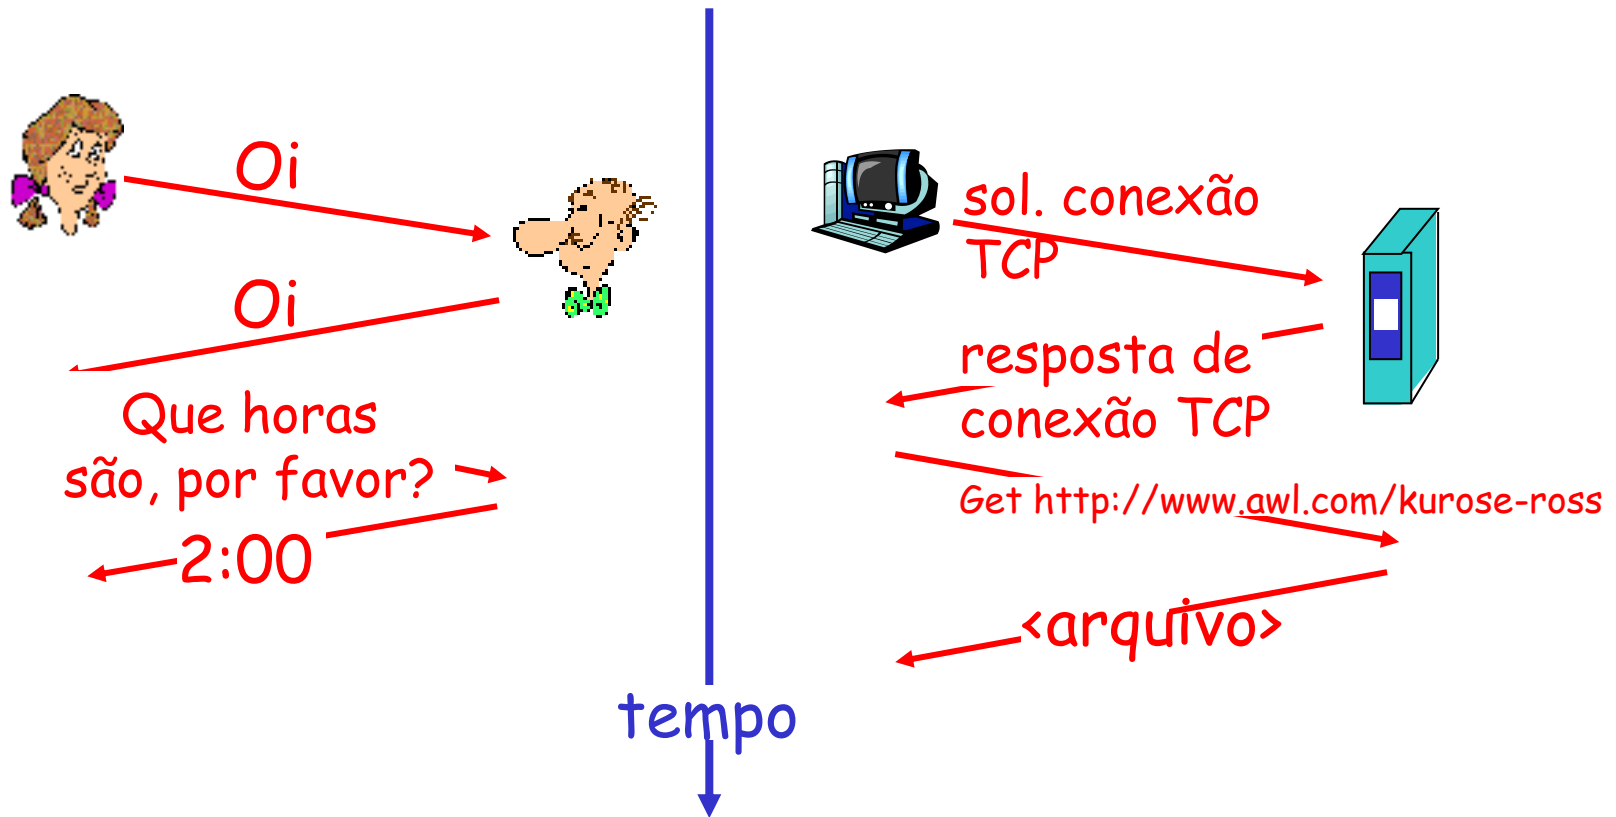 Oi
Oi
Que horas
são, por favor?
2:00
sol. conexão
TCP
resposta de
conexão TCP
Get http://www.awl.com/kurose-ross
<arquivo>
tempo